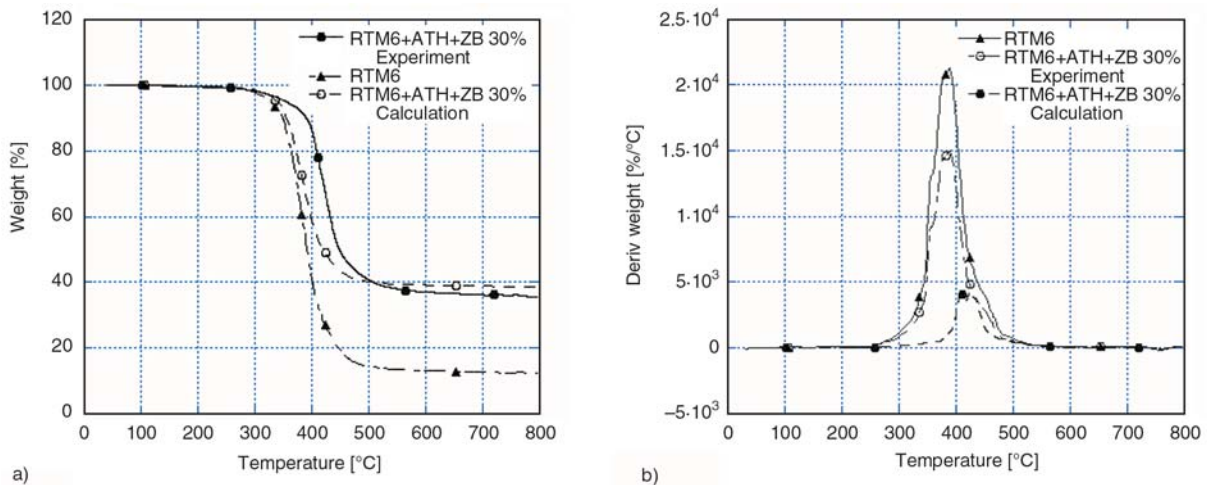 120
100
80
60
40
20
0
Weight [%]
0 100 200 300 400 500 600 700 800
Temperature [°C]
RTM6+ATH+ZB 30%
Experiment
RTM6
RTM6+ATH+ZB 30%
Calculation
a)
2.5·10⁴
2.10⁴
1.5·10⁴
1.10⁴
5·10³
0
–5·10³
Deriv weight [%/°C]
0 100 200 300 400 500 600 700 800
Temperature [°C]
RTM6
RTM6+ATH+ZB 30%
Experiment
RTM6+ATH+ZB 30%
Calculation
b)